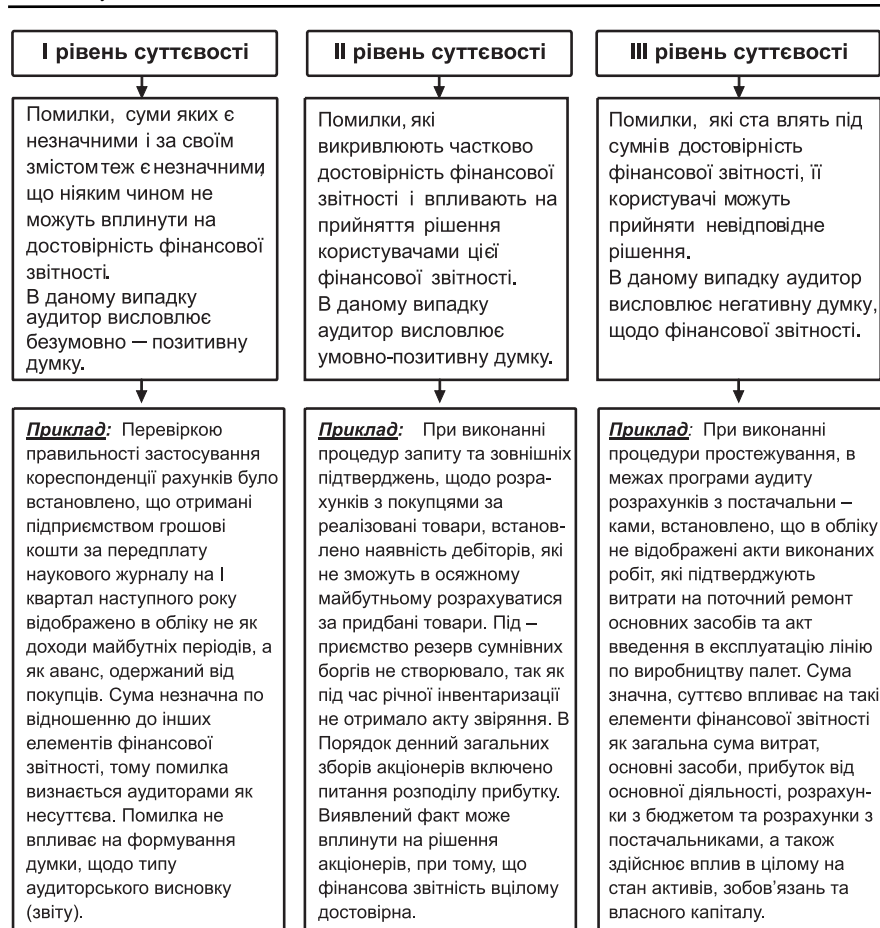 I рівень суттєвості
Помилки, суми яких є
незначними і за своїм
змістом теж є незначними,
що ніяким чином не
можуть вплинути на
достовірність фінансової
звітності.
В даному випадку
аудитор висловлює
безумовно – позитивну
думку.
Приклад: Перевіркою
правильності застосування
кореспонденції рахунків було
встановлено, що отримані
підприємством грошові
кошти за передплату
наукового журналу на І
квартал наступного року
відображено в обліку не як
доходи майбутніх періодів, а
як аванс, одержаний від
покупців. Сума незначна по
відношенню до інших
елементів фінансової
звітності, тому помилка
визнається аудиторами як
несуттєва. Помилка не
впливає на формування
думки, щодо типу
аудиторського висновку
(звіту).
II рівень суттєвості
Помилки, які
викривлюють частково
достовірність фінансової
звітності і впливають на
прийняття рішення
користувачами цієї
фінансової звітності.
В даному випадку
аудитор висловлює
умовно-позитивну думку.
Приклад: При виконанні
процедур запиту та зовнішніх
підтверджень, щодо розра-
хунків з покупцями за
реалізовані товари, встанов-
лено наявність дебіторів, які
не зможуть в осяжному
майбутньому розрахуватися
за придбані товари. Під –
приємство резерв сумнівних
боргів не створювало, так як
під час річної інвентаризації
не отримало акту звіряння. В
Порядок денний загальних
зборів акціонерів включено
питання розподілу прибутку.
Виявлений факт може
вплинути на рішення
акціонерів, при тому, що
фінансова звітність вцілому
достовірна.
III рівень суттєвості
Помилки, які ста влять під
сумнів достовірність
фінансової звітності, її
користувачі можуть
прийняти невідповідне
рішення.
В даному випадку аудитор
висловлює негативну думку,
щодо фінансової звітності.
Приклад: При виконанні
процедури простежування, в
межах програми аудиту
розрахунків з постачальни –
ками, встановлено, що в обліку
не відображені акти виконаних
робіт, які підтверджують
витрати на поточний ремонт
основних засобів та акт
введення в експлуатацію лінію
по виробництву палет. Сума
значна, суттєво впливає на такі
елементи фінансової звітності
як загальна сума витрат,
основні засоби, прибуток від
основної діяльності, розрахун-
ки з бюджетом та розрахунки з
постачальниками, а також
здійснює вплив в цілому на
стан активів, зобов'язань та
власного капіталу.